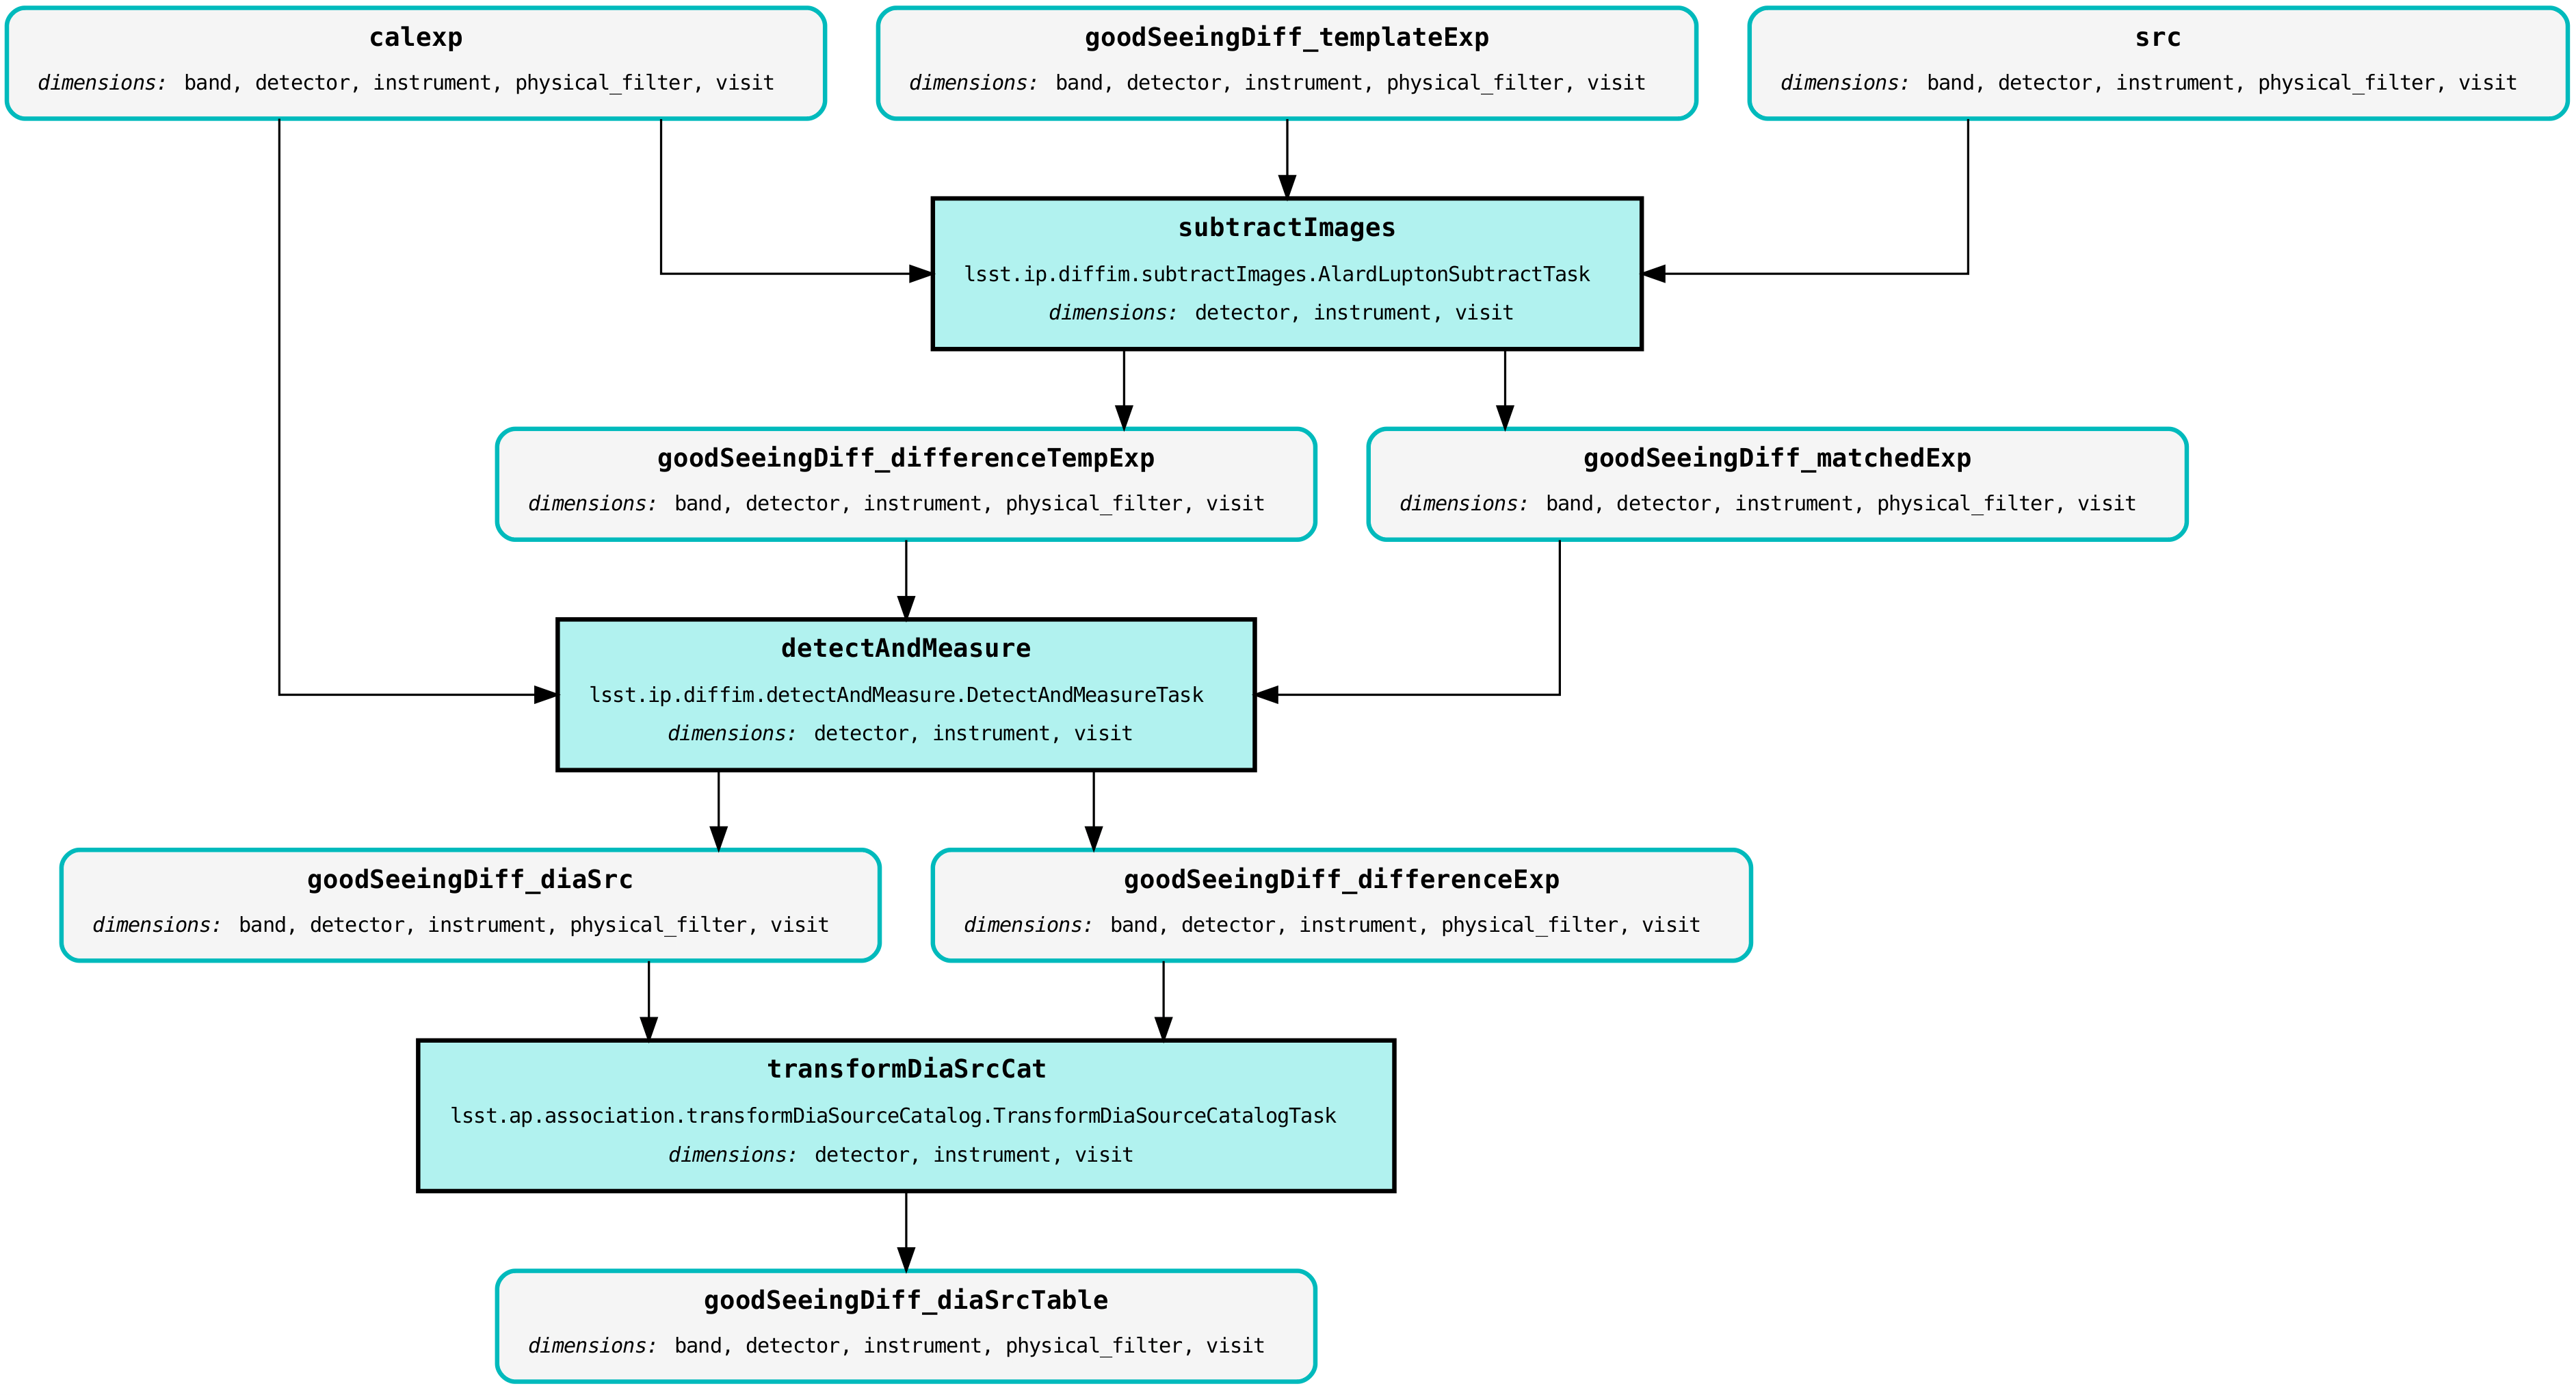 calexp
dimensions: band, detector, instrument, physical_filter, visit
goodSeeingDiff_templateExp
dimensions: band, detector, instrument, physical_filter, visit
src
dimensions: band, detector, instrument, physical_filter, visit
subtractImages
lsst.ip.diffim.subtractImages.AlardLuptonSubtractTask
dimensions: detector, instrument, visit
goodSeeingDiff_differenceTempExp
dimensions: band, detector, instrument, physical_filter, visit
goodSeeingDiff_matchedExp
dimensions: band, detector, instrument, physical_filter, visit
detectAndMeasure
lsst.ip.diffim.detectAndMeasure.DetectAndMeasureTask
dimensions: detector, instrument, visit
goodSeeingDiff_diaSrc
dimensions: band, detector, instrument, physical_filter, visit
goodSeeingDiff_differenceExp
dimensions: band, detector, instrument, physical_filter, visit
transformDiaSrcCat
lsst.ap.association.transformDiaSourceCatalog.TransformDiaSourceCatalogTask
dimensions: detector, instrument, visit
goodSeeingDiff_diaSrcTable
dimensions: band, detector, instrument, physical_filter, visit